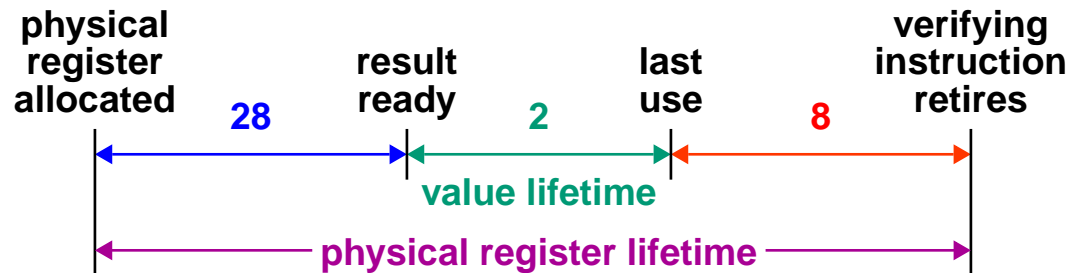 physical
register
allocated
result
ready
last
use
verifying
instruction
retires
28
2
8
value lifetime
physical register lifetime